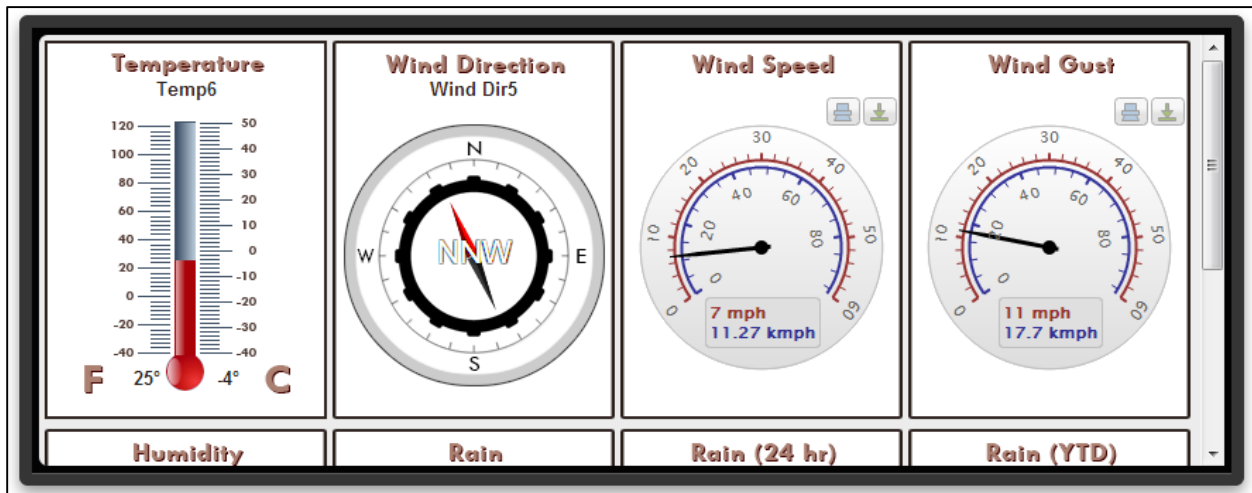 Temperature
Temp6
120
100
80
60
40
20
0
-20
-40
50
40
30
20
10
0
-10
-20
-30
-40
F 25° -4° C
Wind Direction
Wind Dir5
N
W NNW E
S
Wind Speed
0 10 20 30 40 50 60
0 20 40 60 80
7 mph
11.27 kmph
Wind Gust
0 10 20 30 40 50 60
0 20 40 60 80
11 mph
17.7 kmph
Humidity
Rain
Rain (24 hr)
Rain (YTD)